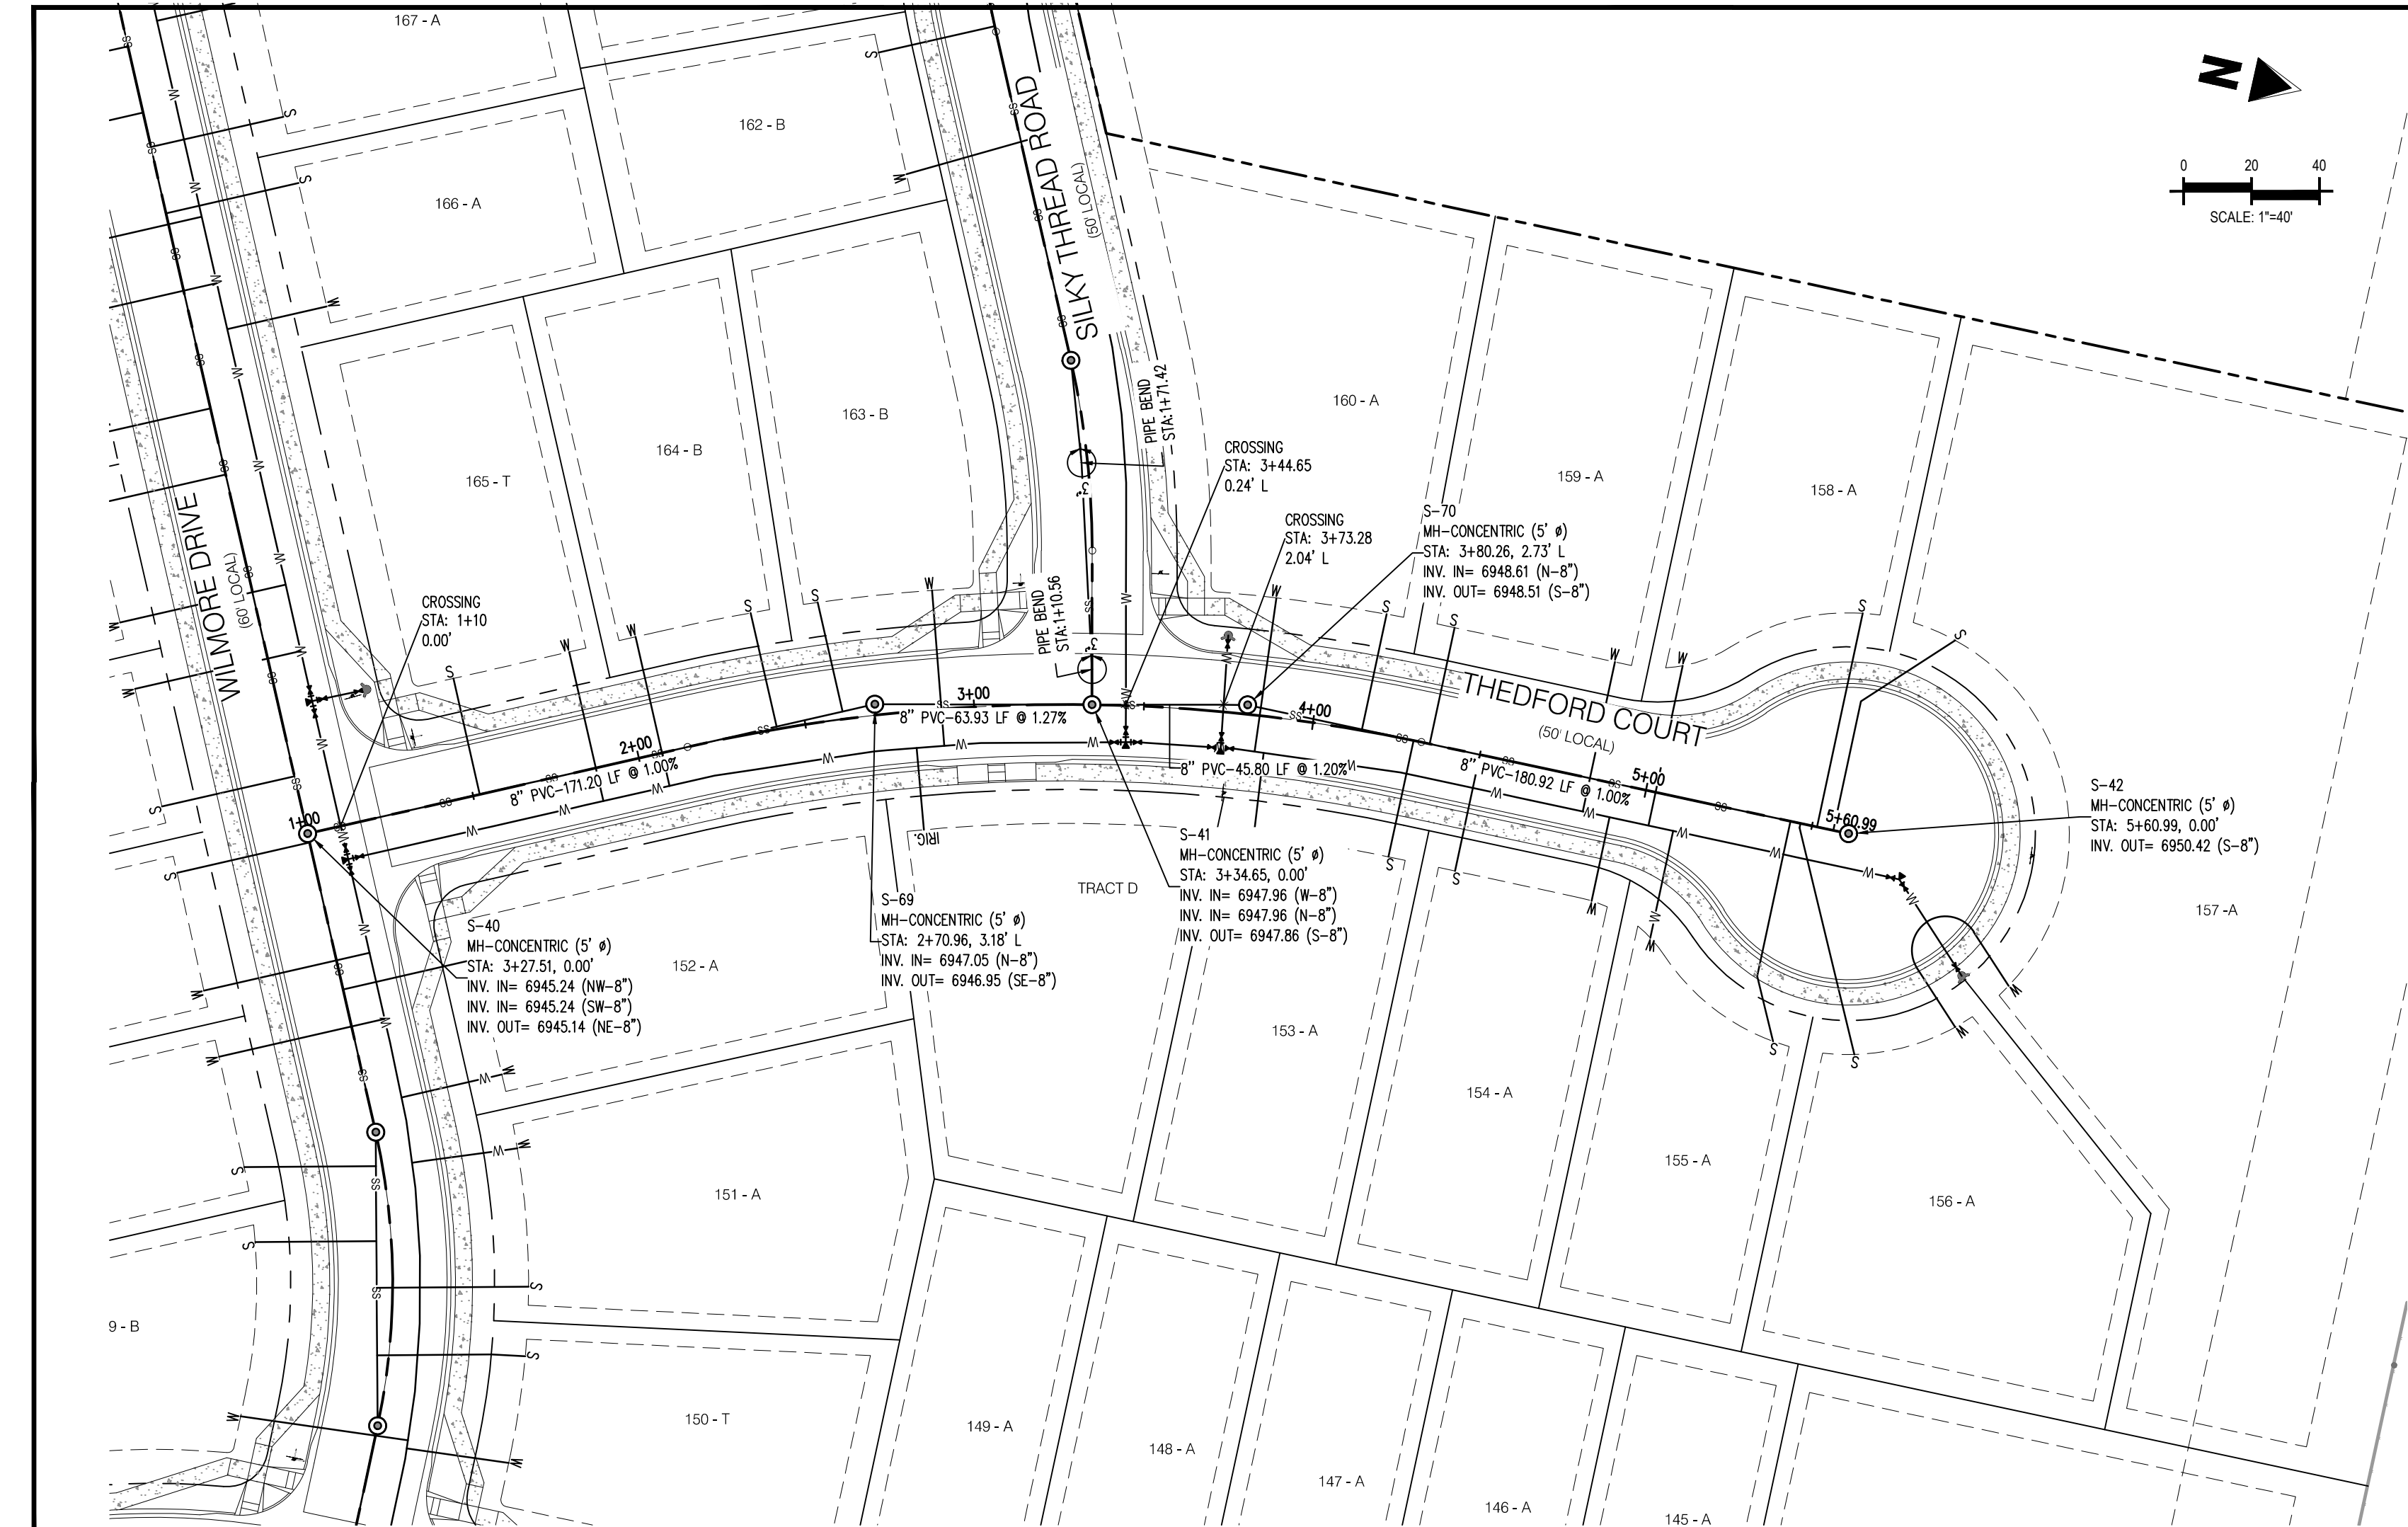 167 - A
162 - B
166 - A
SILKY THREAD ROAD
(50' LOCAL)
N
0 20 40
SCALE: 1"=40'
163 - B
164 - B
165 - T
WILMORE DRIVE
(60' LOCAL)
PIPE BEND
STA:1+71.42
160 - A
159 - A
158 - A
CROSSING
STA: 3+44.65
0.24' L
CROSSING
STA: 3+73.28
2.04' L
S-70
MH-CONCENTRIC (5' ø)
STA: 3+80.26, 2.73' L
INV. IN= 6948.61 (N-8")
INV. OUT= 6948.51 (S-8")
CROSSING
STA: 1+10
0.00'
PIPE BEND
STA:1+10.56
THEDFORD COURT
(50' LOCAL)
1+00
2+00
3+00
4+00
5+00
5+60.99
8" PVC-171.20 LF @ 1.00%
8" PVC-63.93 LF @ 1.27%
8" PVC-45.80 LF @ 1.20%
8" PVC-180.92 LF @ 1.00%
IRIG.
S-42
MH-CONCENTRIC (5' ø)
STA: 5+60.99, 0.00'
INV. OUT= 6950.42 (S-8")
S-41
MH-CONCENTRIC (5' ø)
STA: 3+34.65, 0.00'
INV. IN= 6947.96 (W-8")
INV. IN= 6947.96 (N-8")
INV. OUT= 6947.86 (S-8")
TRACT D
S-69
MH-CONCENTRIC (5' ø)
STA: 2+70.96, 3.18' L
INV. IN= 6947.05 (N-8")
INV. OUT= 6946.95 (SE-8")
S-40
MH-CONCENTRIC (5' ø)
STA: 3+27.51, 0.00'
INV. IN= 6945.24 (NW-8")
INV. IN= 6945.24 (SW-8")
INV. OUT= 6945.14 (NE-8")
157 -A
152 - A
153 - A
154 - A
155 - A
156 - A
151 - A
9 - B
150 - T
149 - A
148 - A
147 - A
146 - A
145 - A